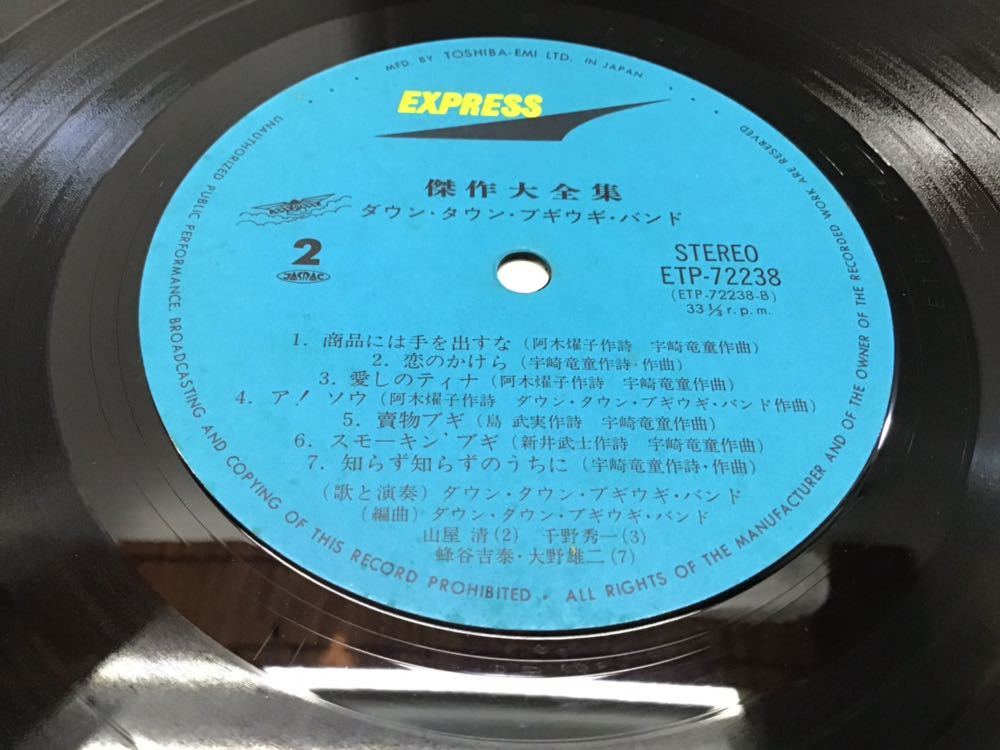 MFD. BY TOSHIBA-EMI LTD. IN JAPAN
EXPRESS
傑作大全集
ダウン・タウン・ブギウギ・バンド
2
JASRAC
STEREO
ETP-72238
(ETP-72238-B)
33 1/3 r.p.m.
1. 商品には手を出すな (阿木燿子作詩 宇崎竜童作曲)
2. 恋のかけら (宇崎竜童作詩・作曲)
3. 愛しのティナ (阿木燿子作詩 宇崎竜童作曲)
4. ア! ソウ (阿木燿子作詩 ダウン・タウン・ブギウギ・バンド作曲)
5. 賣物ブギ (島 武実作詩 宇崎竜童作曲)
6. スモーキン'ブギ (新井武士作詩 宇崎竜童作曲)
7. 知らず知らずのうちに (宇崎竜童作詩・作曲)
(歌と演奏) ダウン・タウン・ブギウギ・バンド
(編曲) ダウン・タウン・ブギウギ・バンド
山屋 清(2) 千野秀一(3)
蜂谷吉泰・大野雄二(7)
UNAUTHORIZED PUBLIC PERFORMANCE, BROADCASTING AND COPYING OF THIS RECORD PROHIBITED • ALL RIGHTS OF THE MANUFACTURER AND OF THE OWNER OF THE RECORDED WORK ARE RESERVED